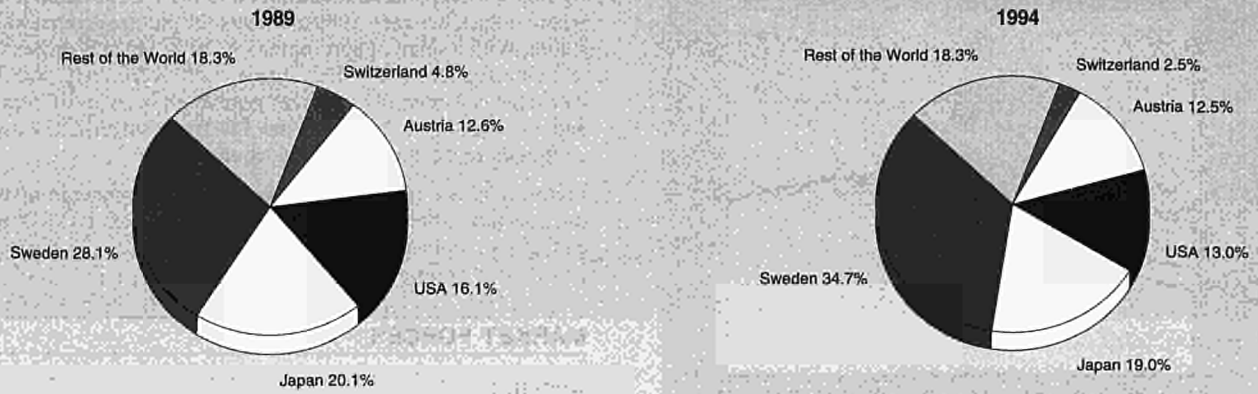 1989
Rest of the World 18.3%
Switzerland 4.8%
Austria 12.6%
Sweden 28.1%
USA 16.1%
Japan 20.1%
1994
Rest of the World 18.3%
Switzerland 2.5%
Austria 12.5%
USA 13.0%
Sweden 34.7%
Japan 19.0%